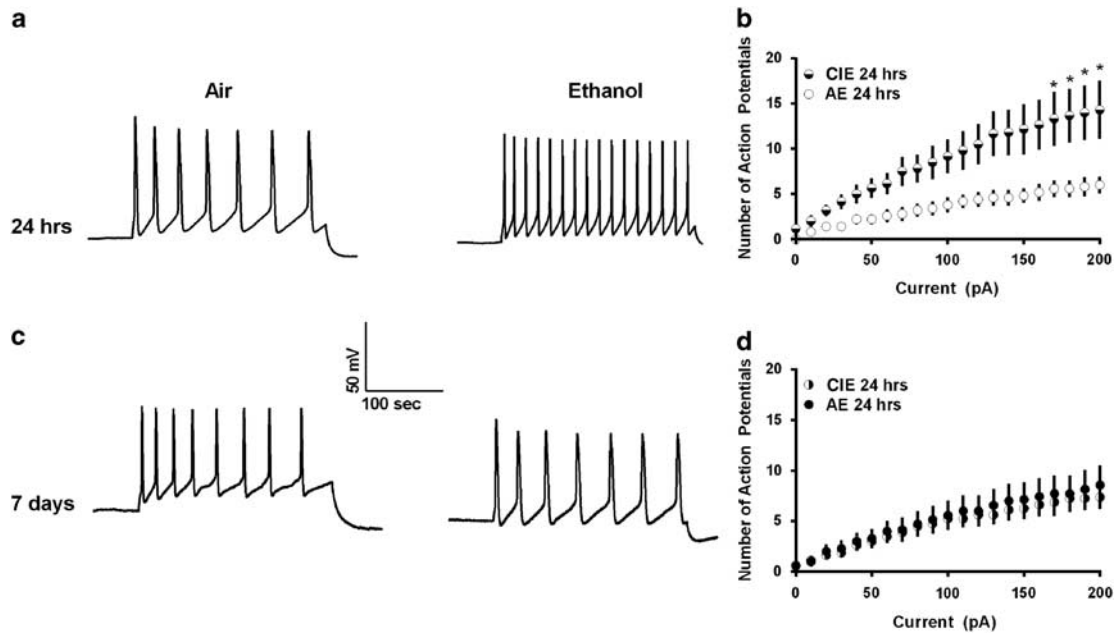 a
Air
Ethanol
24 hrs
b
20
15
10
5
0
Number of Action Potentials
CIE 24 hrs
AE 24 hrs
* * * *
0 50 100 150 200
Current (pA)
c
50 mV
100 sec
7 days
d
20
15
10
5
0
Number of Action Potentials
CIE 24 hrs
AE 24 hrs
0 50 100 150 200
Current (pA)